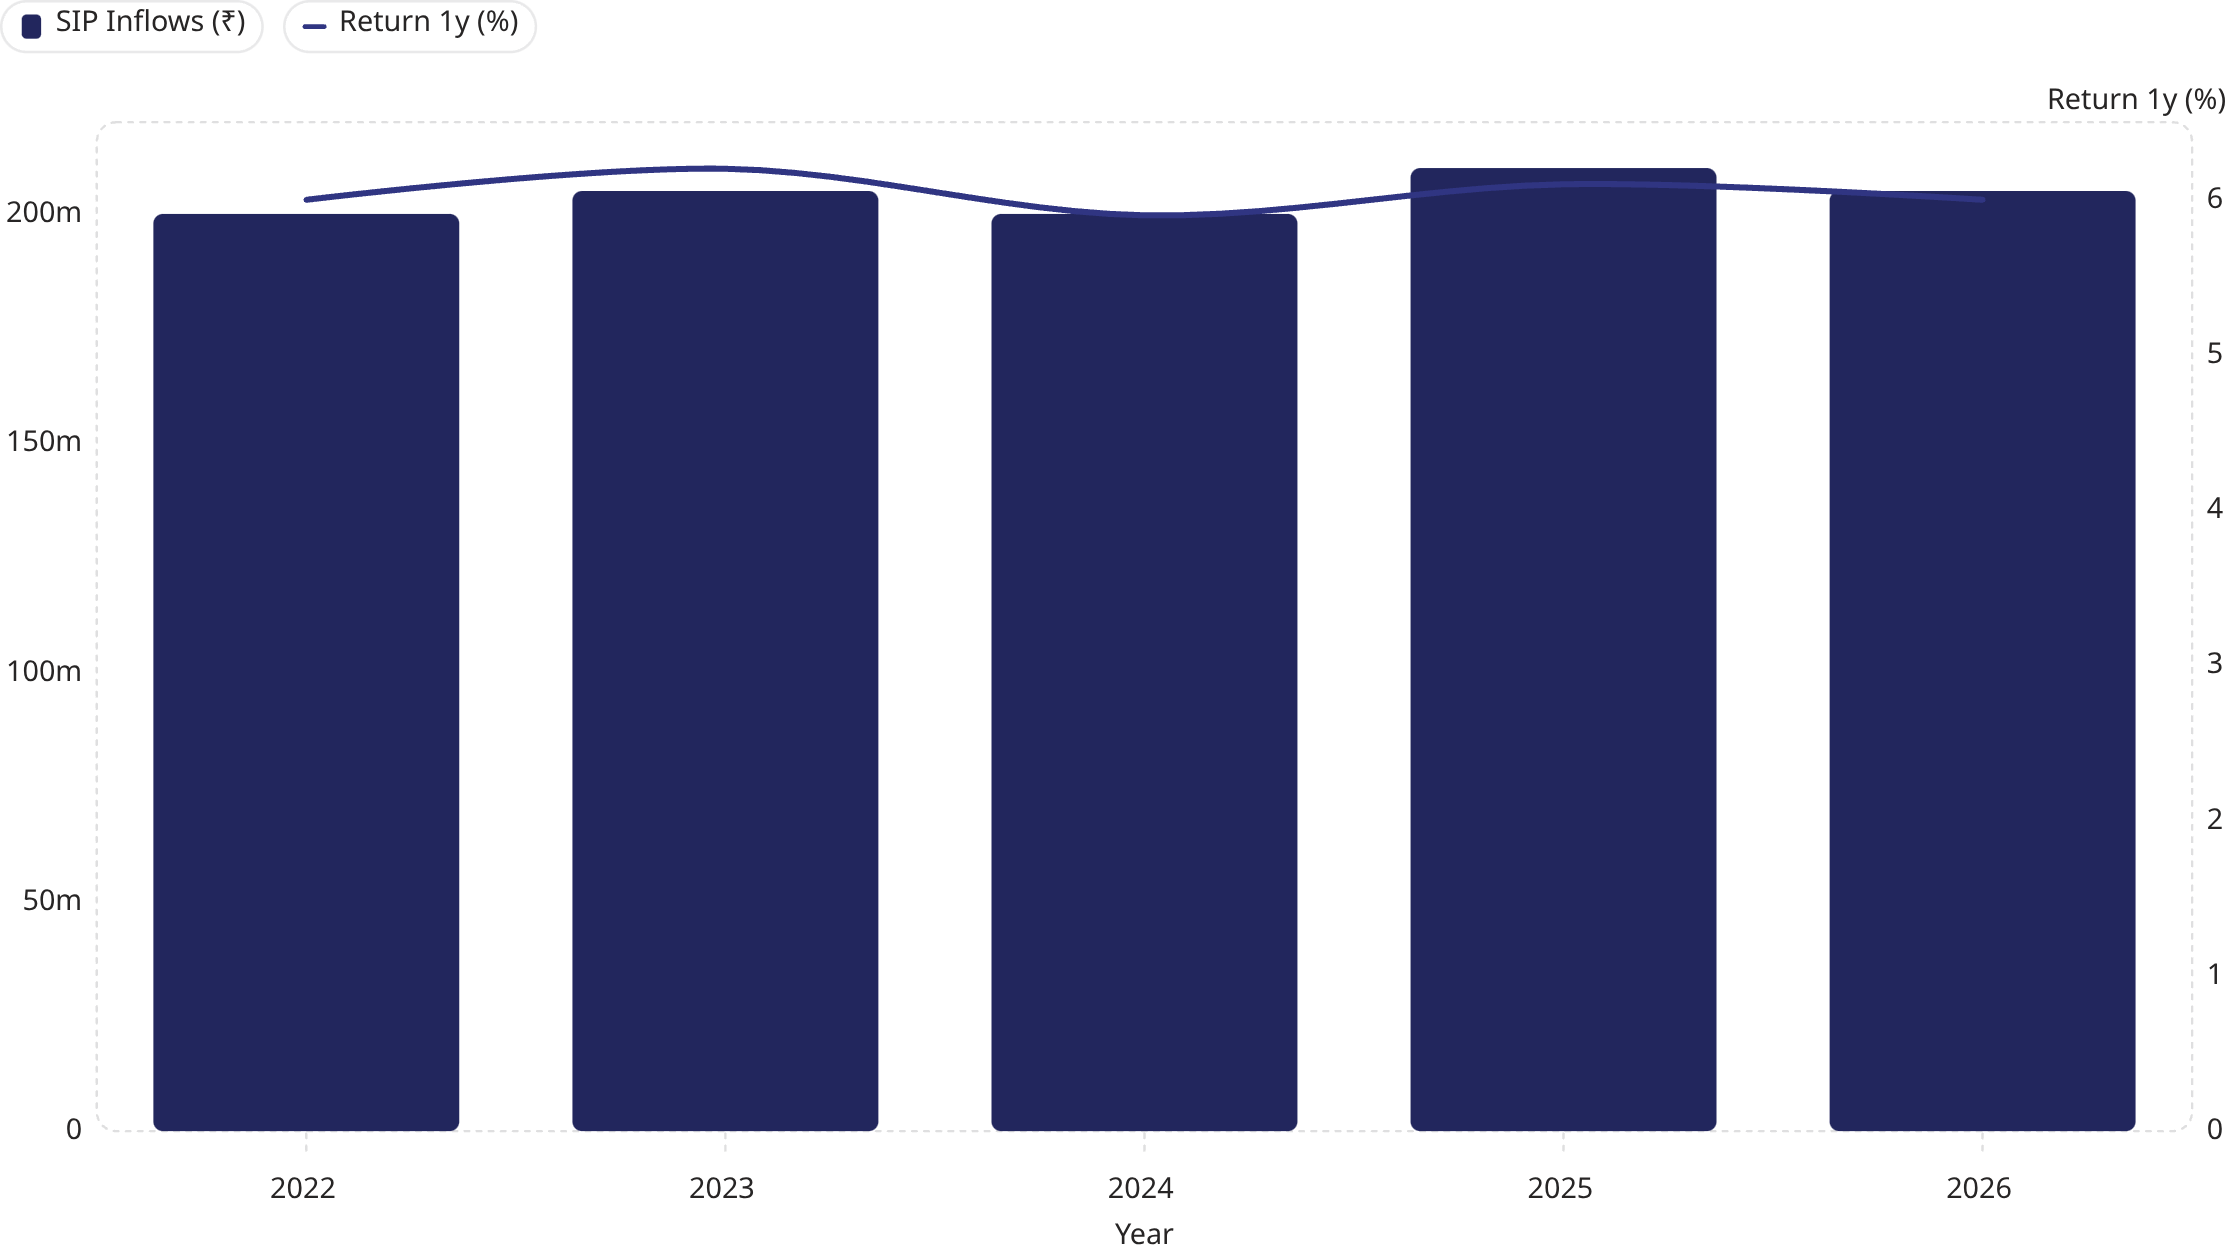 SIP Inflows (₹) Return 1y (%)
Return 1y (%)
200m
150m
100m
50m
0
6
5
4
3
2
1
0
2022 2023 2024 2025 2026
Year